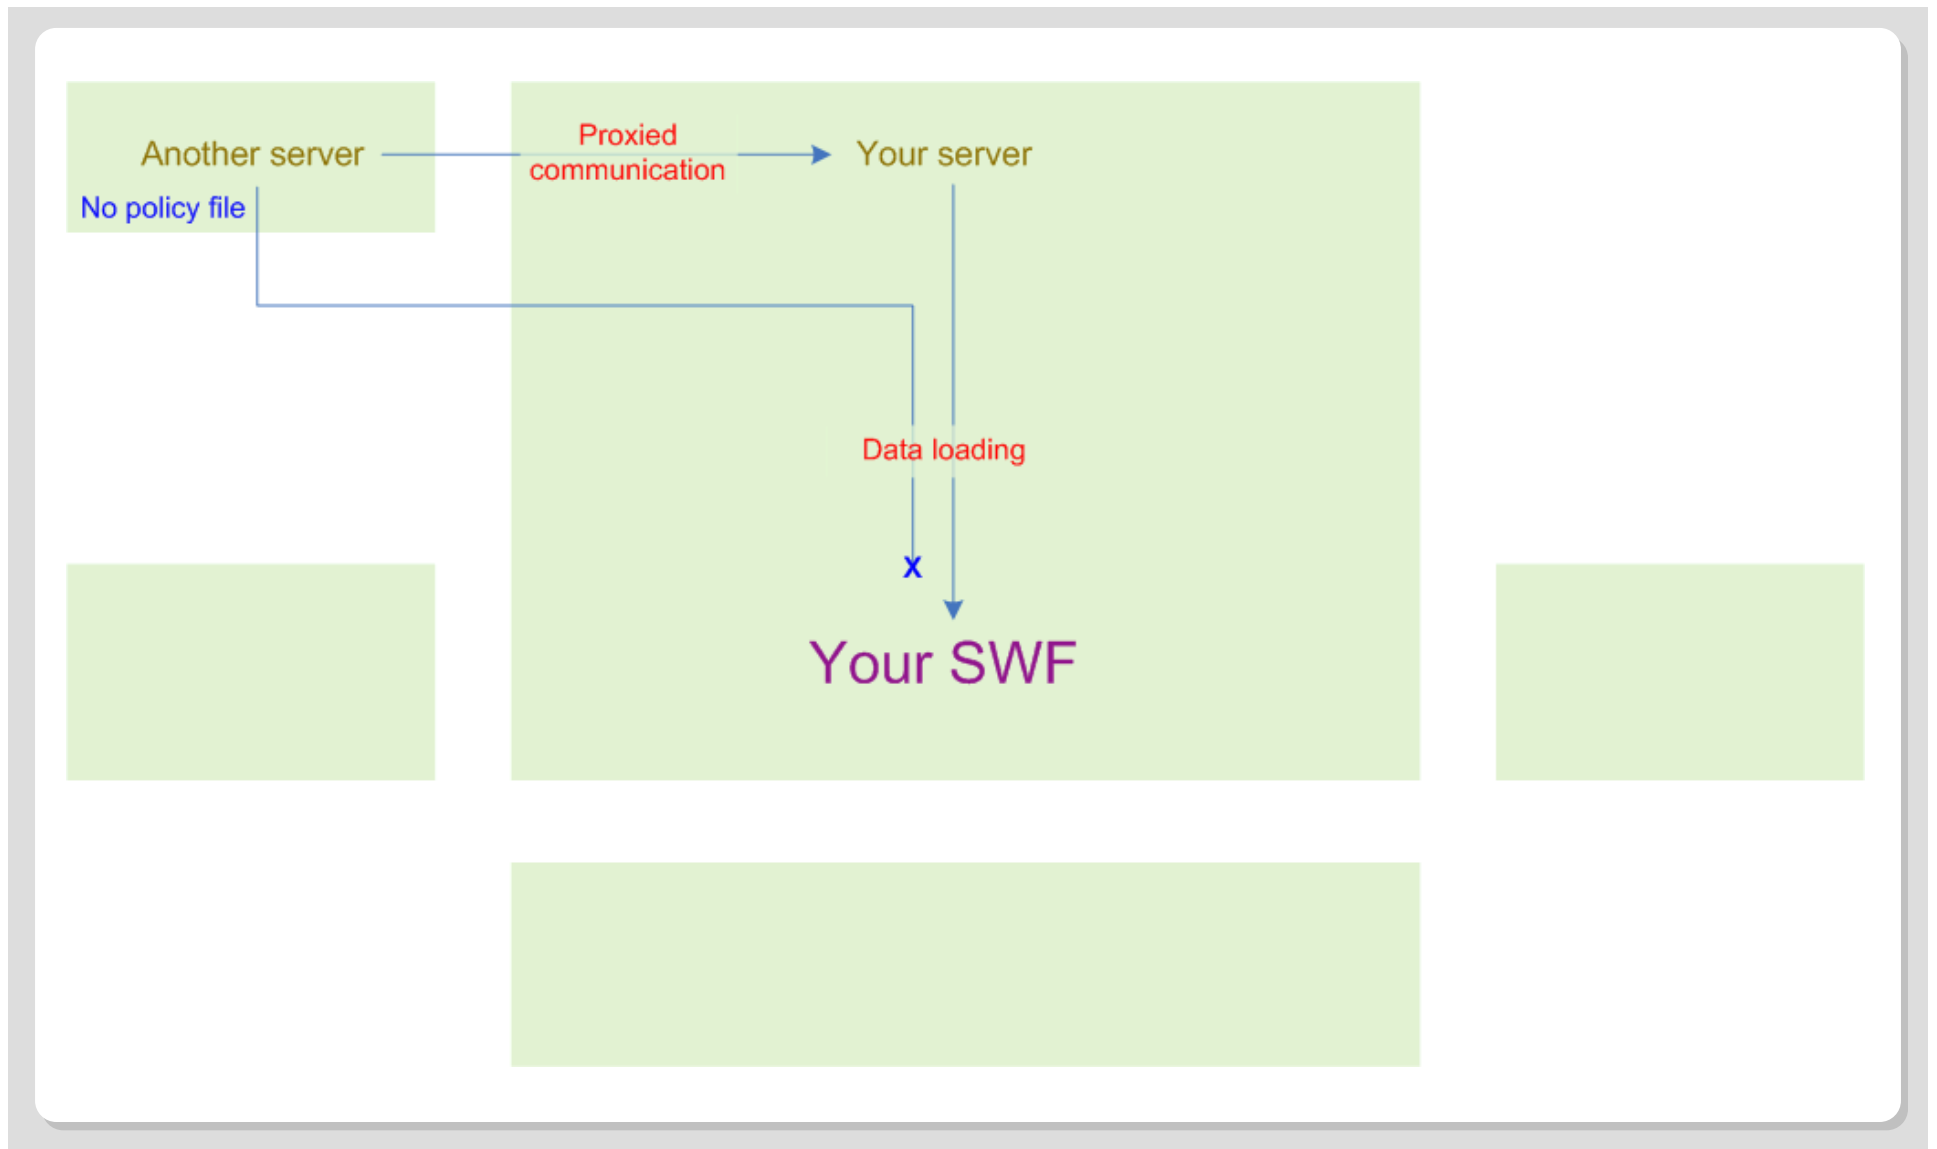 Another server
Proxied
communication
Your server
No policy file
Data loading
X
Your SWF